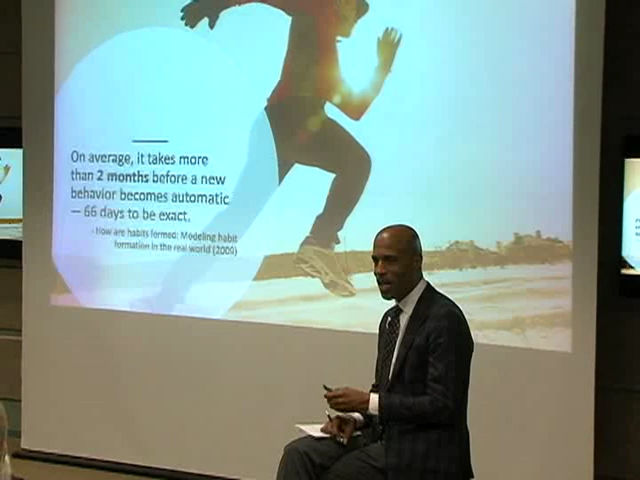 On average, it takes more
than 2 months before a new
behavior becomes automatic
— 66 days to be exact.
- How are habits formed: Modeling habit
formation in the real world (2009)